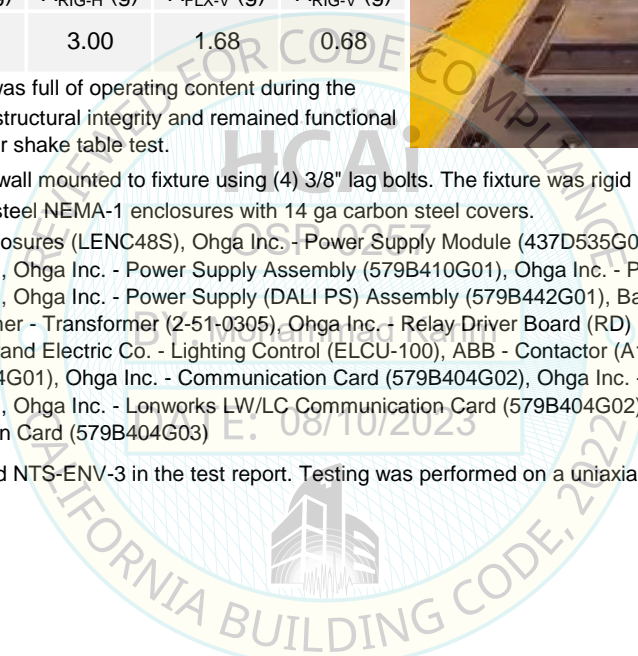 3.00 1.68 0.68
was full of operating content during the
structural integrity and remained functional
r shake table test.
wall mounted to fixture using (4) 3/8" lag bolts. The fixture was rigid
steel NEMA-1 enclosures with 14 ga carbon steel covers.
losures (LENC48S), Ohga Inc. - Power Supply Module (437D535G0
, Ohga Inc. - Power Supply Assembly (579B410G01), Ohga Inc. - P
, Ohga Inc. - Power Supply (DALI PS) Assembly (579B442G01), Ba
ner - Transformer (2-51-0305), Ohga Inc. - Relay Driver Board (RD)
and Electric Co. - Lighting Control (ELCU-100), ABB - Contactor (A1
4G01), Ohga Inc. - Communication Card (579B404G02), Ohga Inc. -
, Ohga Inc. - Lonworks LW/LC Communication Card (579B404G02)
n Card (579B404G03)
d NTS-ENV-3 in the test report. Testing was performed on a uniaxia
REVIEWED FOR CODE COMPLIANCE
HCAi
OSP-0257
BY: Mohammad Karim
DATE: 08/10/2023
CALIFORNIA BUILDING CODE, 2022